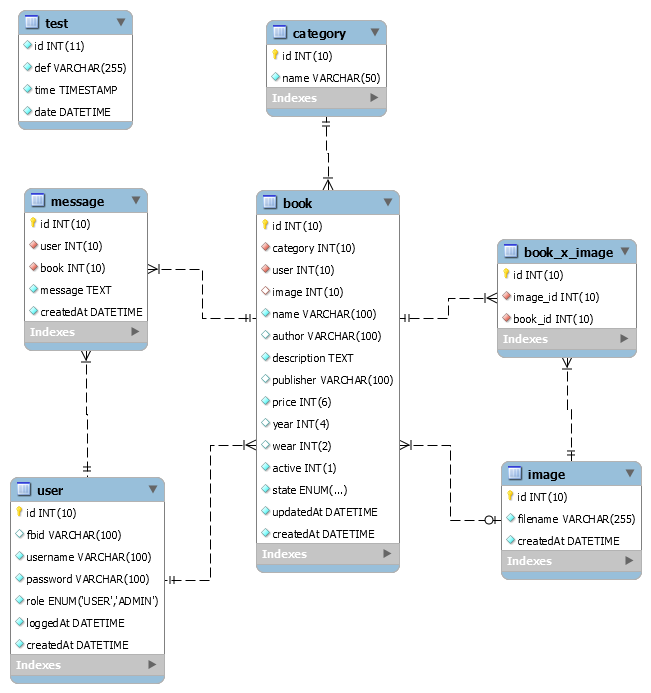 test
id INT(11)
def VARCHAR(255)
time TIMESTAMP
date DATETIME
category
id INT(10)
name VARCHAR(50)
Indexes
message
id INT(10)
user INT(10)
book INT(10)
message TEXT
createdAt DATETIME
Indexes
book
id INT(10)
category INT(10)
user INT(10)
image INT(10)
name VARCHAR(100)
author VARCHAR(100)
description TEXT
publisher VARCHAR(100)
price INT(6)
year INT(4)
wear INT(2)
active INT(1)
state ENUM(...)
updatedAt DATETIME
createdAt DATETIME
Indexes
book_x_image
id INT(10)
image_id INT(10)
book_id INT(10)
Indexes
user
id INT(10)
fbid VARCHAR(100)
username VARCHAR(100)
password VARCHAR(100)
role ENUM('USER','ADMIN')
loggedAt DATETIME
createdAt DATETIME
Indexes
image
id INT(10)
filename VARCHAR(255)
createdAt DATETIME
Indexes